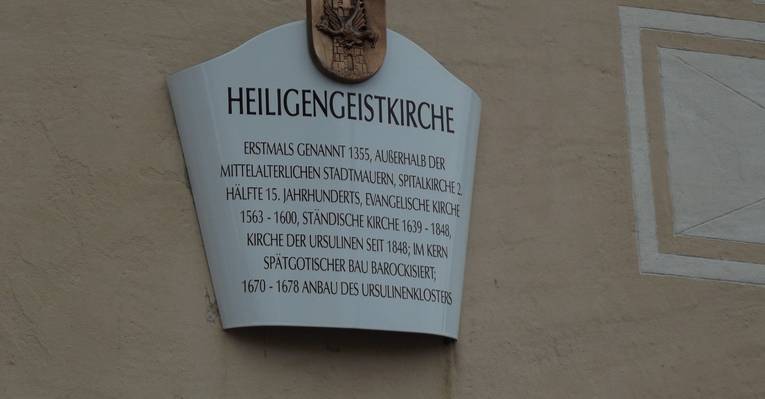 HEILIGENGEISTKIRCHE
ERSTMALS GENANNT 1355, AUßERHALB DER
MITTELALTERLICHEN STADTMAUERN, SPITALKIRCHE 2.
HÄLFTE 15. JAHRHUNDERTS, EVANGELISCHE KIRCHE
1563 - 1600, STÄNDISCHE KIRCHE 1639 - 1848,
KIRCHE DER URSULINEN SEIT 1848; IM KERN
SPÄTGOTISCHER BAU BAROCKISIERT;
1670 - 1678 ANBAU DES URSULINENKLOSTERS